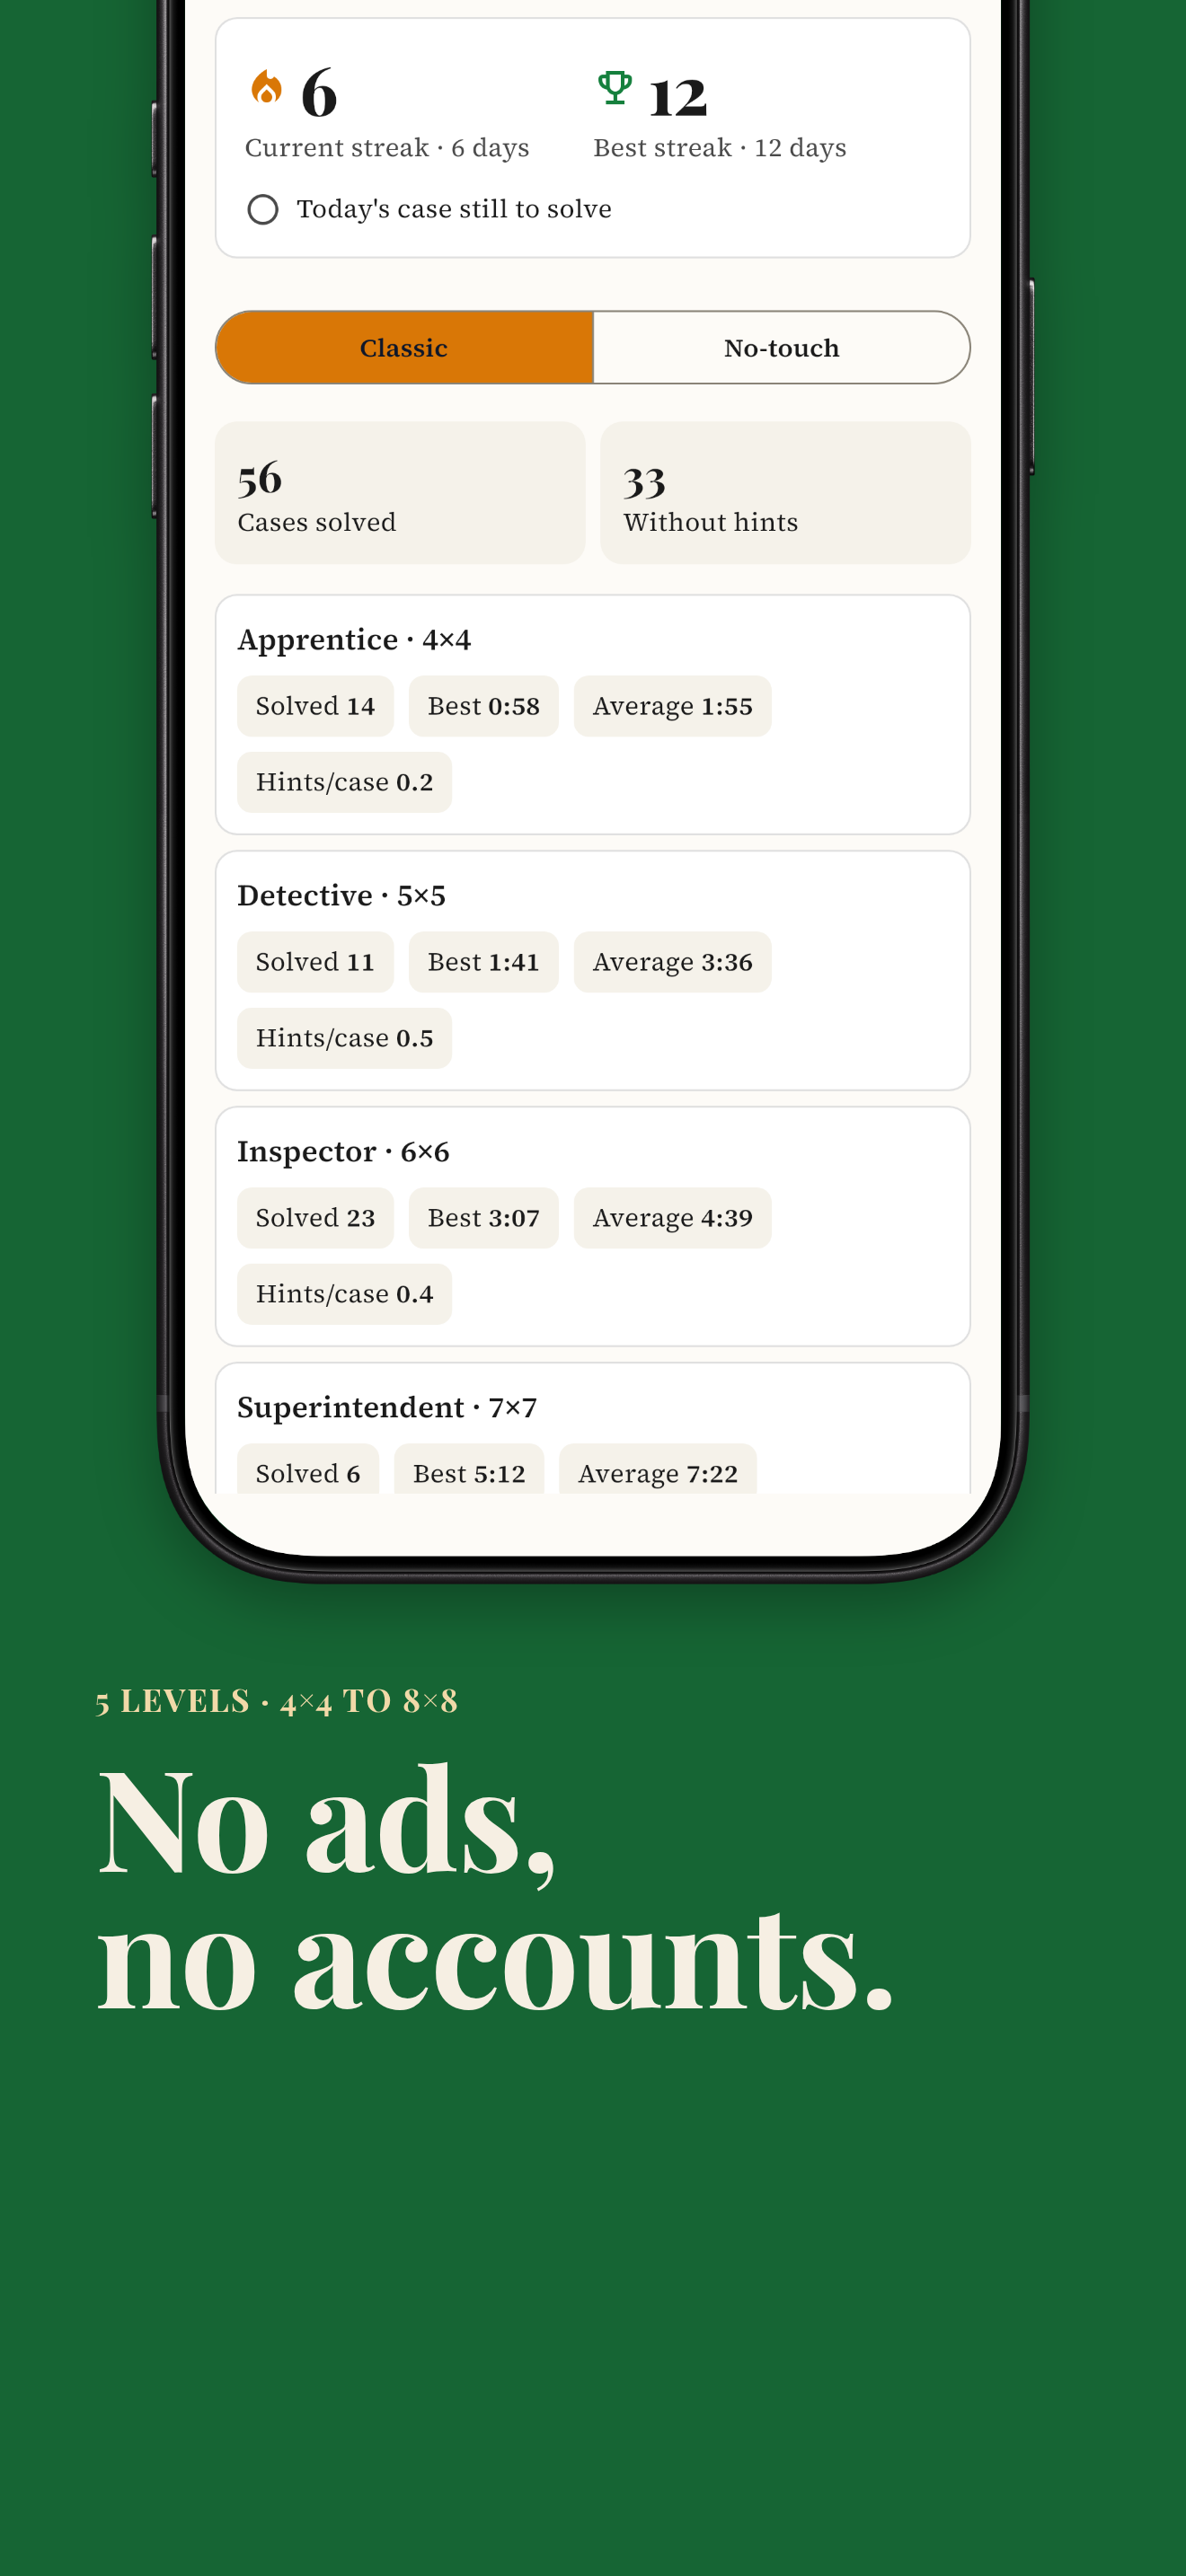 6
12
Current streak · 6 days
Best streak · 12 days
Today's case still to solve
Classic
No-touch
56
Cases solved
33
Without hints
Apprentice · 4×4
Solved 14
Best 0:58
Average 1:55
Hints/case 0.2
Detective · 5×5
Solved 11
Best 1:41
Average 3:36
Hints/case 0.5
Inspector · 6×6
Solved 23
Best 3:07
Average 4:39
Hints/case 0.4
Superintendent · 7×7
Solved 6
Best 5:12
Average 7:22
5 LEVELS · 4×4 TO 8×8
No ads,
no accounts.